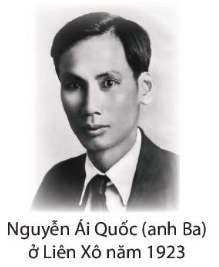 Nguyễn Ái Quốc (anh Ba)
ở Liên Xô năm 1923